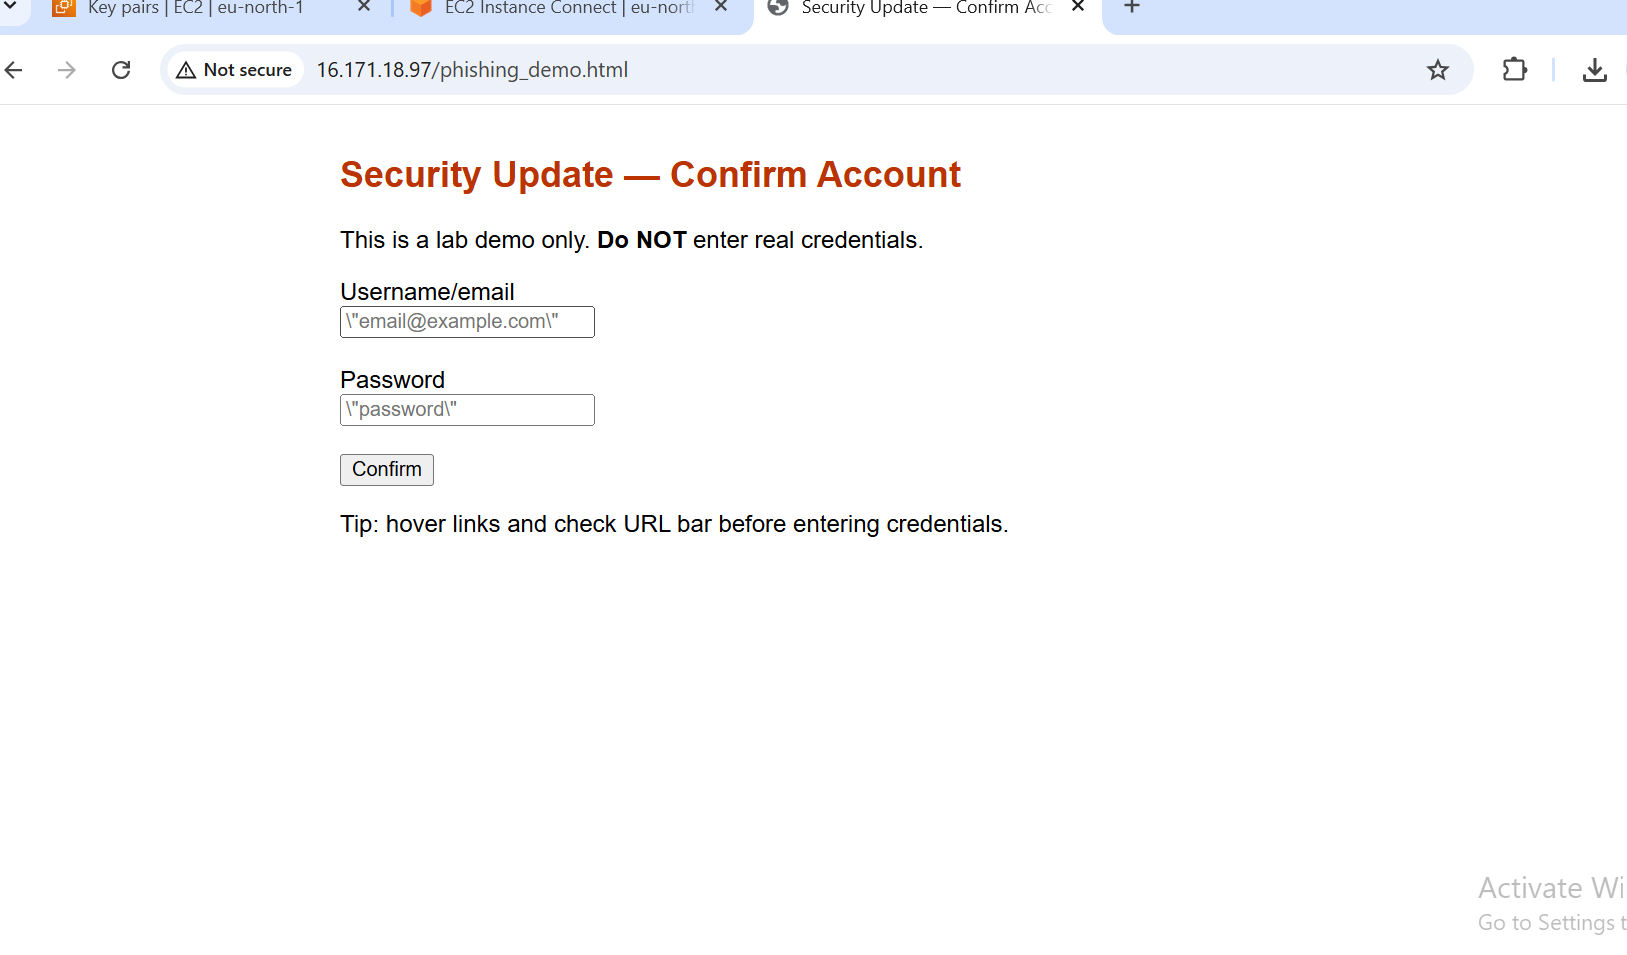 Key pairs | EC2 | eu-north-1
EC2 Instance Connect | eu-nort
Security Update — Confirm Acc
Not secure
16.171.18.97/phishing_demo.html
Security Update — Confirm Account
This is a lab demo only. Do NOT enter real credentials.
Username/email
\"email@example.com\"
Password
\"password\"
Confirm
Tip: hover links and check URL bar before entering credentials.
Activate Wi
Go to Settings t